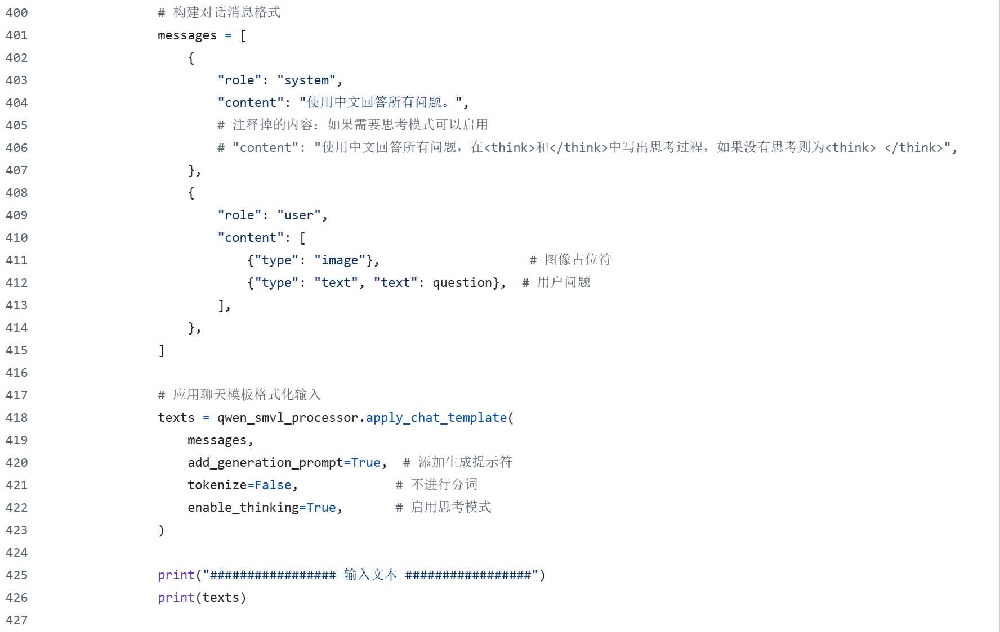 400 # 构建对话消息格式
401 messages = [
402 {
403 "role": "system",
404 "content": "使用中文回答所有问题。",
405 # 注释掉的内容：如果需要思考模式可以启用
406 # "content": "使用中文回答所有问题，在<think>和</think>中写出思考过程，如果没有思考则为<think> </think>",
407 },
408 {
409 "role": "user",
410 "content": [
411 {"type": "image"}, # 图像占位符
412 {"type": "text", "text": question}, # 用户问题
413 ],
414 },
415 ]
416
417 # 应用聊天模板格式化输入
418 texts = qwen_smvl_processor.apply_chat_template(
419 messages,
420 add_generation_prompt=True, # 添加生成提示符
421 tokenize=False, # 不进行分词
422 enable_thinking=True, # 启用思考模式
423 )
424
425 print("################# 输入文本 #################")
426 print(texts)
427